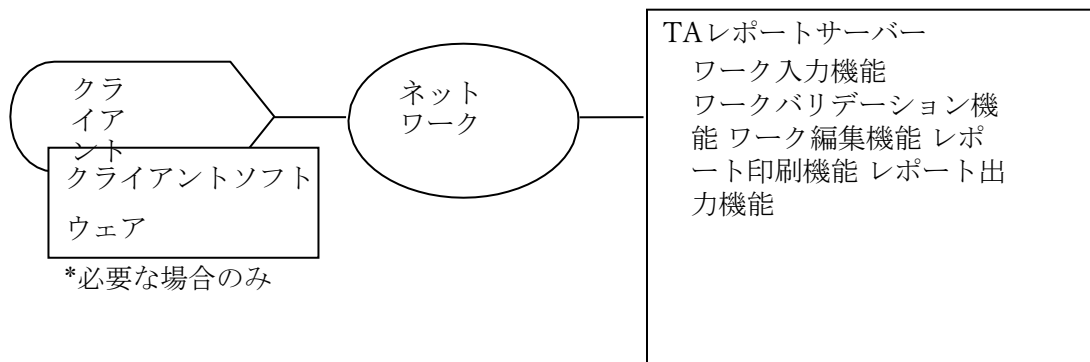 クラ
イア
ント
クライアントソフト
ウェア
*必要な場合のみ
ネット
ワーク
TAレポートサーバー
ワーク入力機能
ワークバリデーション機
能 ワーク編集機能 レポ
ート印刷機能 レポート出
力機能